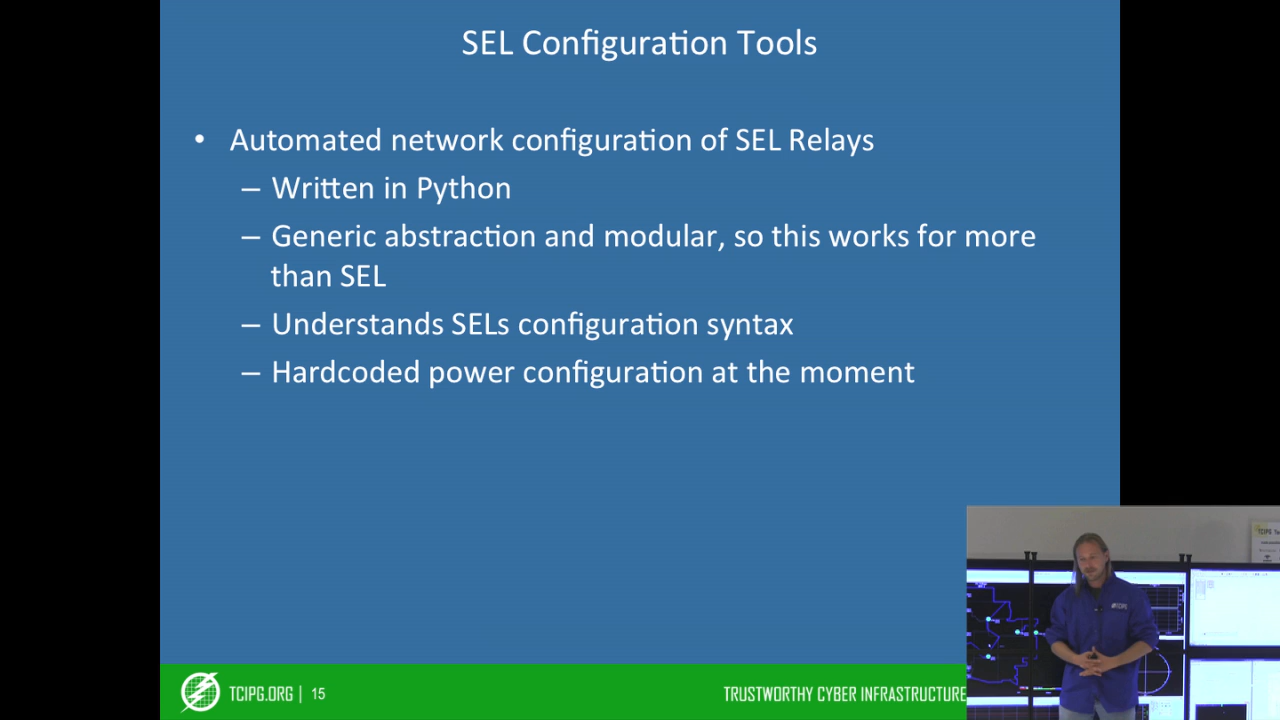 SEL Configuration Tools
• Automated network configuration of SEL Relays
– Written in Python
– Generic abstraction and modular, so this works for more
than SEL
– Understands SELs configuration syntax
– Hardcoded power configuration at the moment
TCIPG.ORG | 15
TRUSTWORTHY CYBER INFRASTRUCTURE
TCIPG
TCIPG